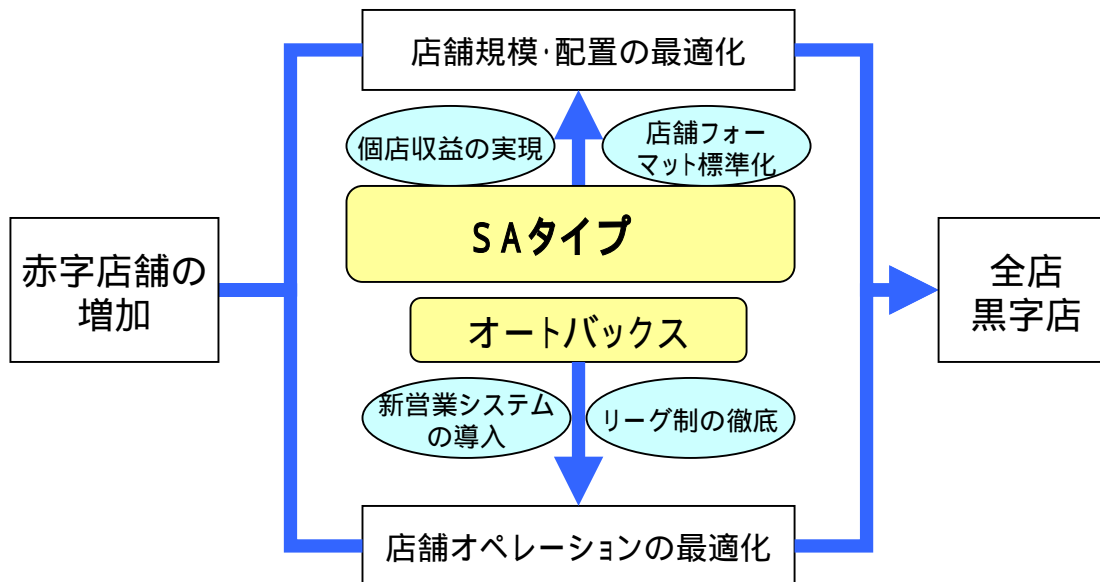 店舗規模・配置の最適化
個店収益の実現
店舗フォー
マット標準化
SAタイプ
赤字店舗の
増加
全店
黒字店
オートバックス
新営業システム
の導入
リーグ制の徹底
店舗オペレーションの最適化